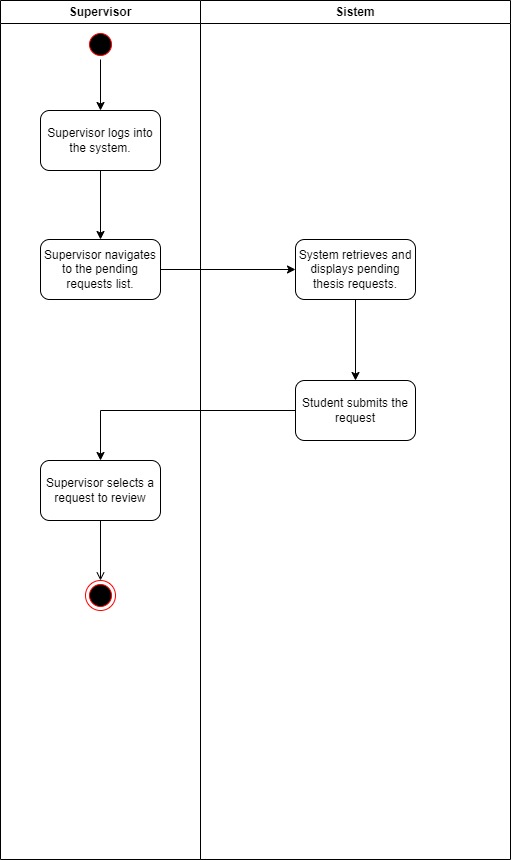 Supervisor
Sistem
Supervisor logs into
the system.
Supervisor navigates
to the pending
requests list.
System retrieves and
displays pending
thesis requests.
Student submits the
request
Supervisor selects a
request to review